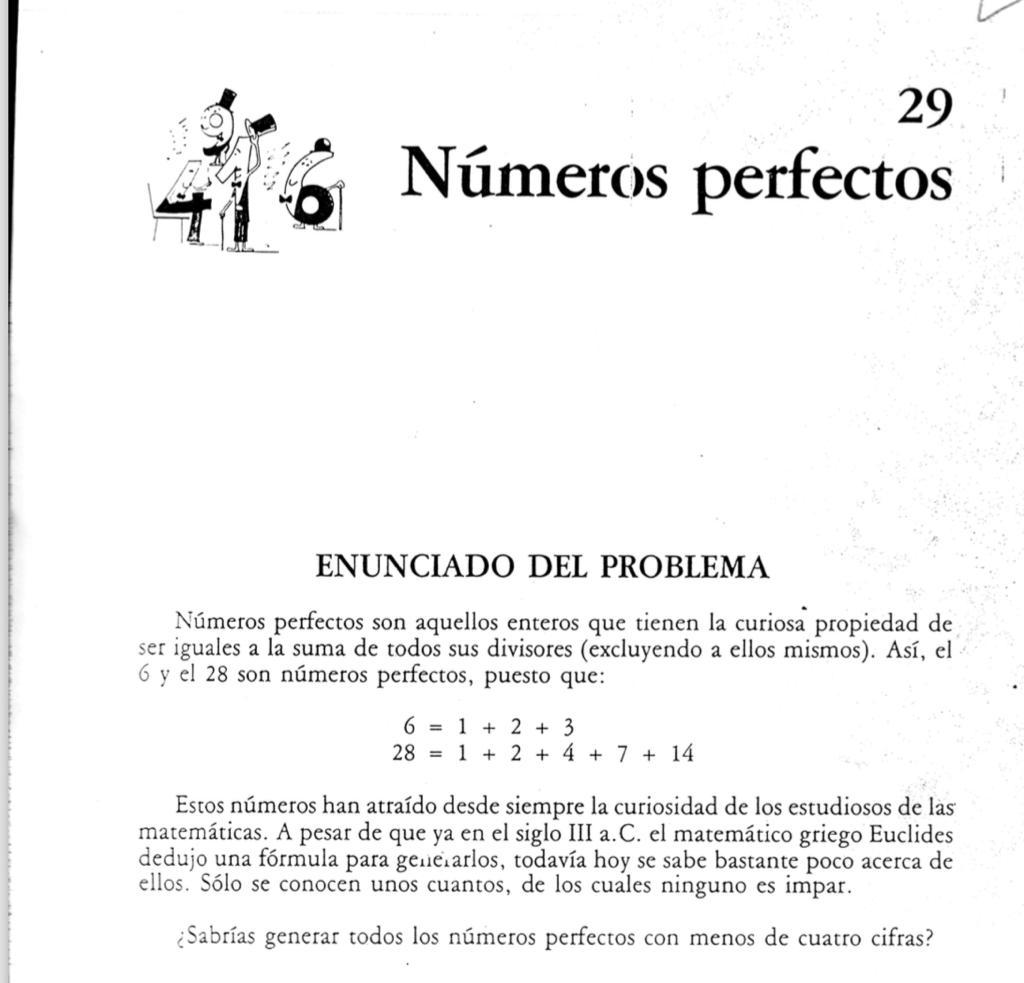 29
Números perfectos
ENUNCIADO DEL PROBLEMA
Números perfectos son aquellos enteros que tienen la curiosa propiedad de
ser iguales a la suma de todos sus divisores (excluyendo a ellos mismos). Así, el
6 y el 28 son números perfectos, puesto que:
6 = 1 + 2 + 3
28 = 1 + 2 + 4 + 7 + 14
Estos números han atraído desde siempre la curiosidad de los estudiosos de las
matemáticas. A pesar de que ya en el siglo III a.C. el matemático griego Euclides
dedujo una fórmula para generarlos, todavía hoy se sabe bastante poco acerca de
ellos. Sólo se conocen unos cuantos, de los cuales ninguno es impar.
¿Sabrías generar todos los números perfectos con menos de cuatro cifras?